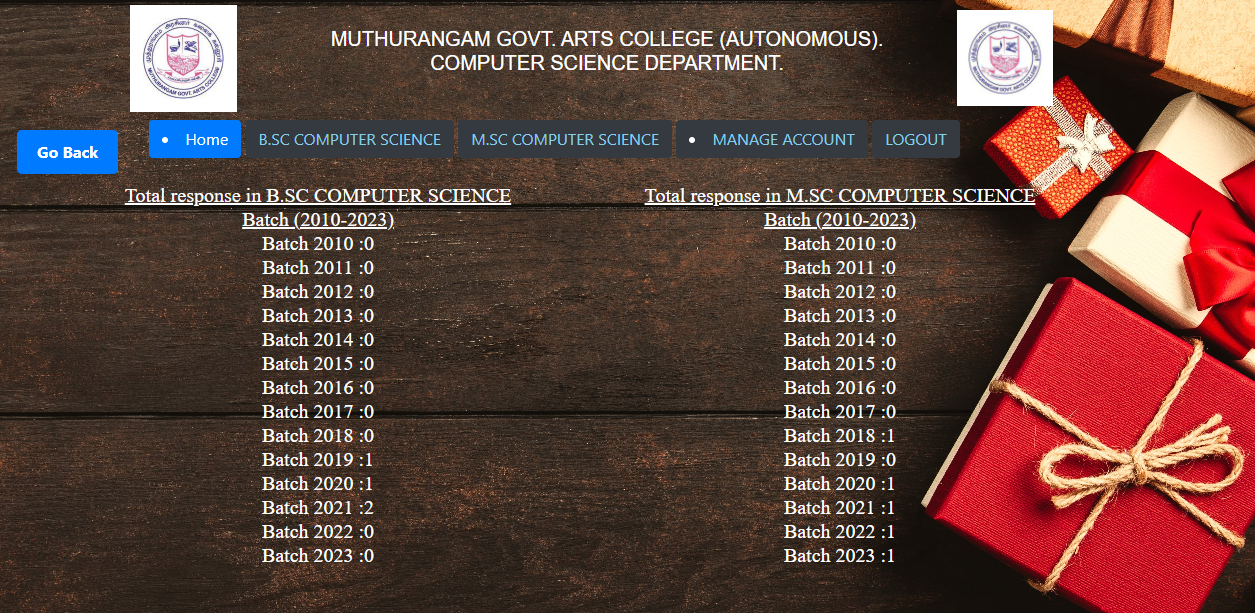 MUTHURANGAM GOVT. ARTS COLLEGE (AUTONOMOUS).
COMPUTER SCIENCE DEPARTMENT.
Go Back
Home
B.SC COMPUTER SCIENCE
M.SC COMPUTER SCIENCE
MANAGE ACCOUNT
LOGOUT
Total response in B.SC COMPUTER SCIENCE
Batch (2010-2023)
Batch 2010 :0
Batch 2011 :0
Batch 2012 :0
Batch 2013 :0
Batch 2014 :0
Batch 2015 :0
Batch 2016 :0
Batch 2017 :0
Batch 2018 :0
Batch 2019 :1
Batch 2020 :1
Batch 2021 :2
Batch 2022 :0
Batch 2023 :0
Total response in M.SC COMPUTER SCIENCE
Batch (2010-2023)
Batch 2010 :0
Batch 2011 :0
Batch 2012 :0
Batch 2013 :0
Batch 2014 :0
Batch 2015 :0
Batch 2016 :0
Batch 2017 :0
Batch 2018 :1
Batch 2019 :0
Batch 2020 :1
Batch 2021 :1
Batch 2022 :1
Batch 2023 :1